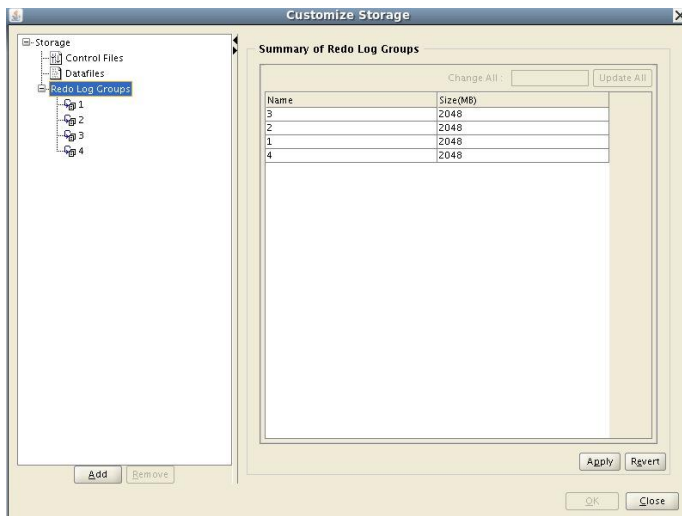 Customize Storage
Storage
Control Files
Datafiles
Redo Log Groups
1
2
3
4
Add Remove
Summary of Redo Log Groups
Change All : Update All
Name Size(MB)
3 2048
2 2048
1 2048
4 2048
Apply Revert
OK Close